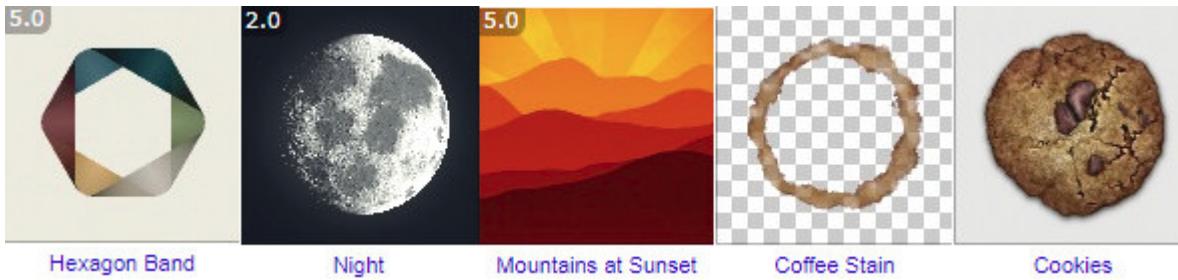 5.0
2.0
5.0
Hexagon Band
Night
Mountains at Sunset
Coffee Stain
Cookies